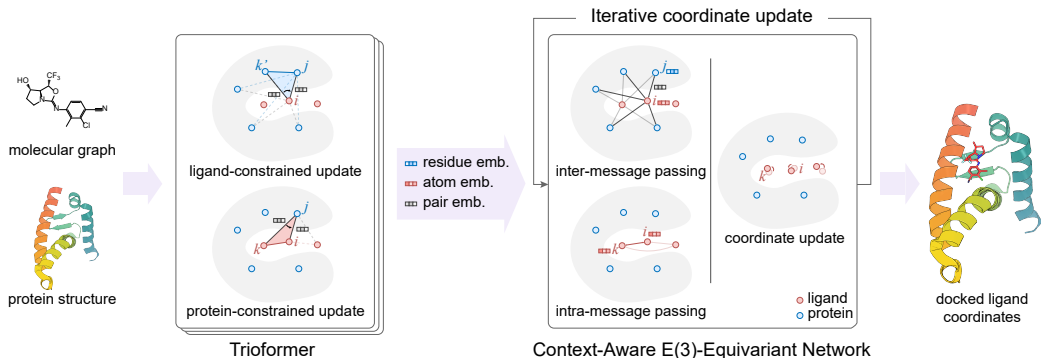 Iterative coordinate update
HO
CF₃
O
N
N
N
Cl
molecular graph
protein structure
k'
j
i
ligand-constrained update
j
k
i
protein-constrained update
Trioformer
residue emb.
atom emb.
pair emb.
j
i
inter-message passing
i
k
intra-message passing
k
i
coordinate update
ligand
protein
Context-Aware E(3)-Equivariant Network
docked ligand
coordinates